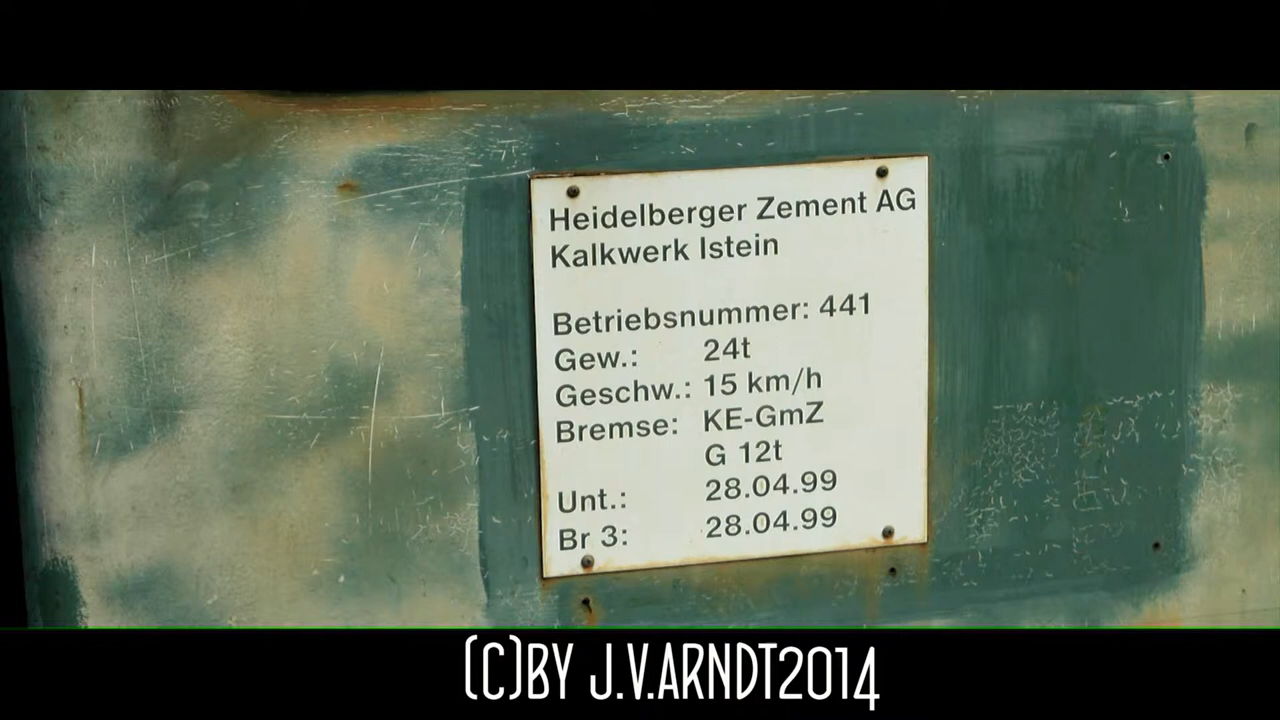 Heidelberger Zement AG
Kalkwerk Istein
Betriebsnummer: 441
Gew.: 24t
Geschw.: 15 km/h
Bremse: KE-GmZ
G 12t
Unt.: 28.04.99
Br 3: 28.04.99
(C)BY J.V.ARNDT2014